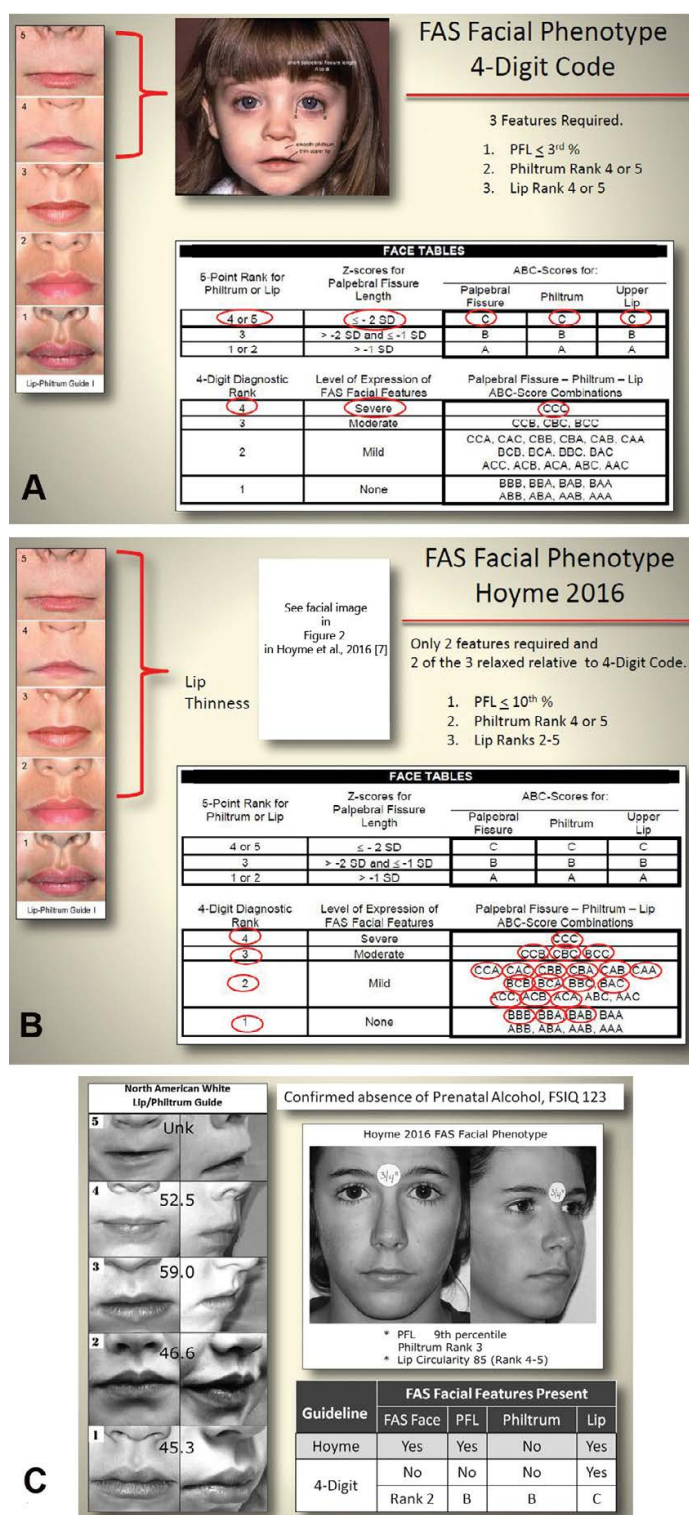 5
4
3
2
1
Lip-Philtrum Guide I
short palpebral fissure length
A to B
smooth philtrum
thin upper lip
FAS Facial Phenotype
4-Digit Code
3 Features Required.
1. PFL ≤ 3rd %
2. Philtrum Rank 4 or 5
3. Lip Rank 4 or 5
FACE TABLES
5-Point Rank for Philtrum or Lip
Z-scores for Palpebral Fissure Length
ABC-Scores for:
Palpebral Fissure
Philtrum
Upper Lip
4 or 5 ≤ - 2 SD C C C
3 > -2 SD and ≤ -1 SD B B B
1 or 2 > -1 SD A A A
4-Digit Diagnostic Rank
Level of Expression of FAS Facial Features
Palpebral Fissure – Philtrum – Lip ABC-Score Combinations
4 Severe CCC
3 Moderate CCB, CBC, BCC
2 Mild
CCA, CAC, CBB, CBA, CAB, CAA
BCB, BCA, BBC, BAC
ACC, ACB, ACA, ABC, AAC
1 None
BBB, BBA, BAB, BAA
ABB, ABA, AAB, AAA
A
5
4
3
2
1
Lip-Philtrum Guide I
Lip
Thinness
See facial image
in
Figure 2
in Hoyme et al., 2016 [7]
FAS Facial Phenotype
Hoyme 2016
Only 2 features required and
2 of the 3 relaxed relative to 4-Digit Code.
1. PFL ≤ 10th %
2. Philtrum Rank 4 or 5
3. Lip Ranks 2-5
FACE TABLES
5-Point Rank for Philtrum or Lip
Z-scores for Palpebral Fissure Length
ABC-Scores for:
Palpebral Fissure
Philtrum
Upper Lip
4 or 5 ≤ - 2 SD C C C
3 > -2 SD and ≤ -1 SD B B B
1 or 2 > -1 SD A A A
4-Digit Diagnostic Rank
Level of Expression of FAS Facial Features
Palpebral Fissure – Philtrum – Lip ABC-Score Combinations
4 Severe CCC
3 Moderate CCB, CBC, BCC
2 Mild
CCA, CAC, CBB, CBA, CAB, CAA
BCB, BCA, BBC, BAC
ACC, ACB, ACA, ABC, AAC
1 None
BBB, BBA, BAB, BAA
ABB, ABA, AAB, AAA
B
North American White
Lip/Philtrum Guide
5 Unk
4 52.5
3 59.0
2 46.6
1 45.3
Confirmed absence of Prenatal Alcohol, FSIQ 123
Hoyme 2016 FAS Facial Phenotype
3/4"
3/4"
* PFL 9th percentile
Philtrum Rank 3
* Lip Circularity 85 (Rank 4-5)
Guideline
FAS Facial Features Present
FAS Face PFL Philtrum Lip
Hoyme Yes Yes No Yes
4-Digit
No No No Yes
Rank 2 B B C
C